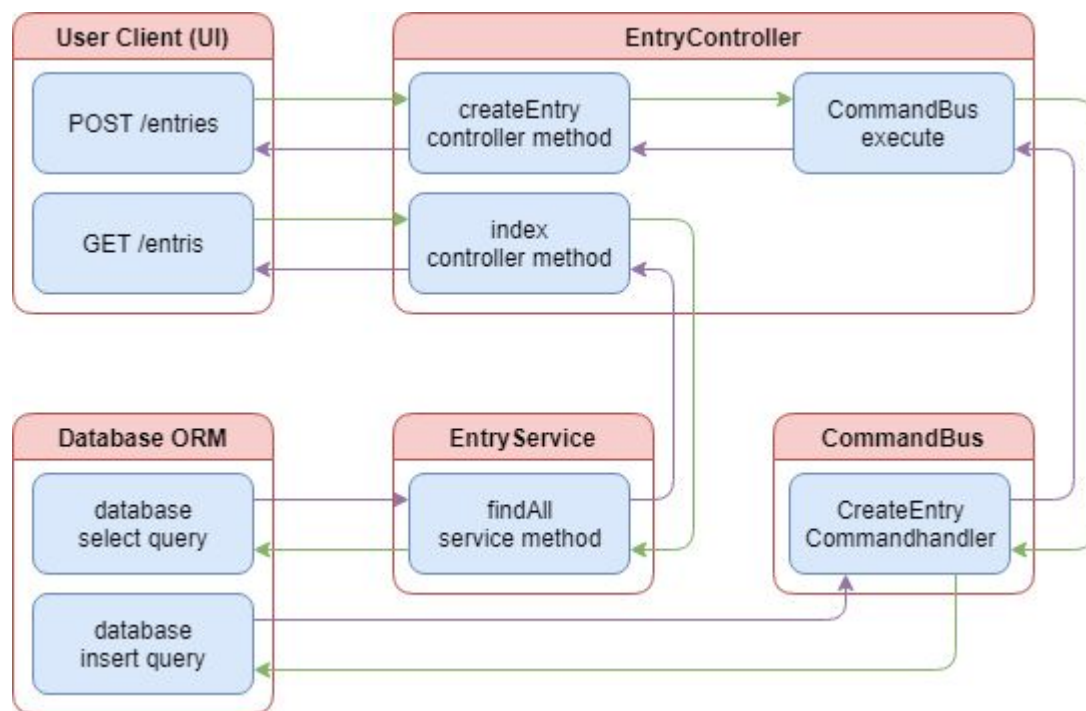 User Client (UI)
EntryController
POST /entries
createEntry
controller method
CommandBus
execute
GET /entris
index
controller method
Database ORM
EntryService
CommandBus
database
select query
findAll
service method
CreateEntry
Commandhandler
database
insert query